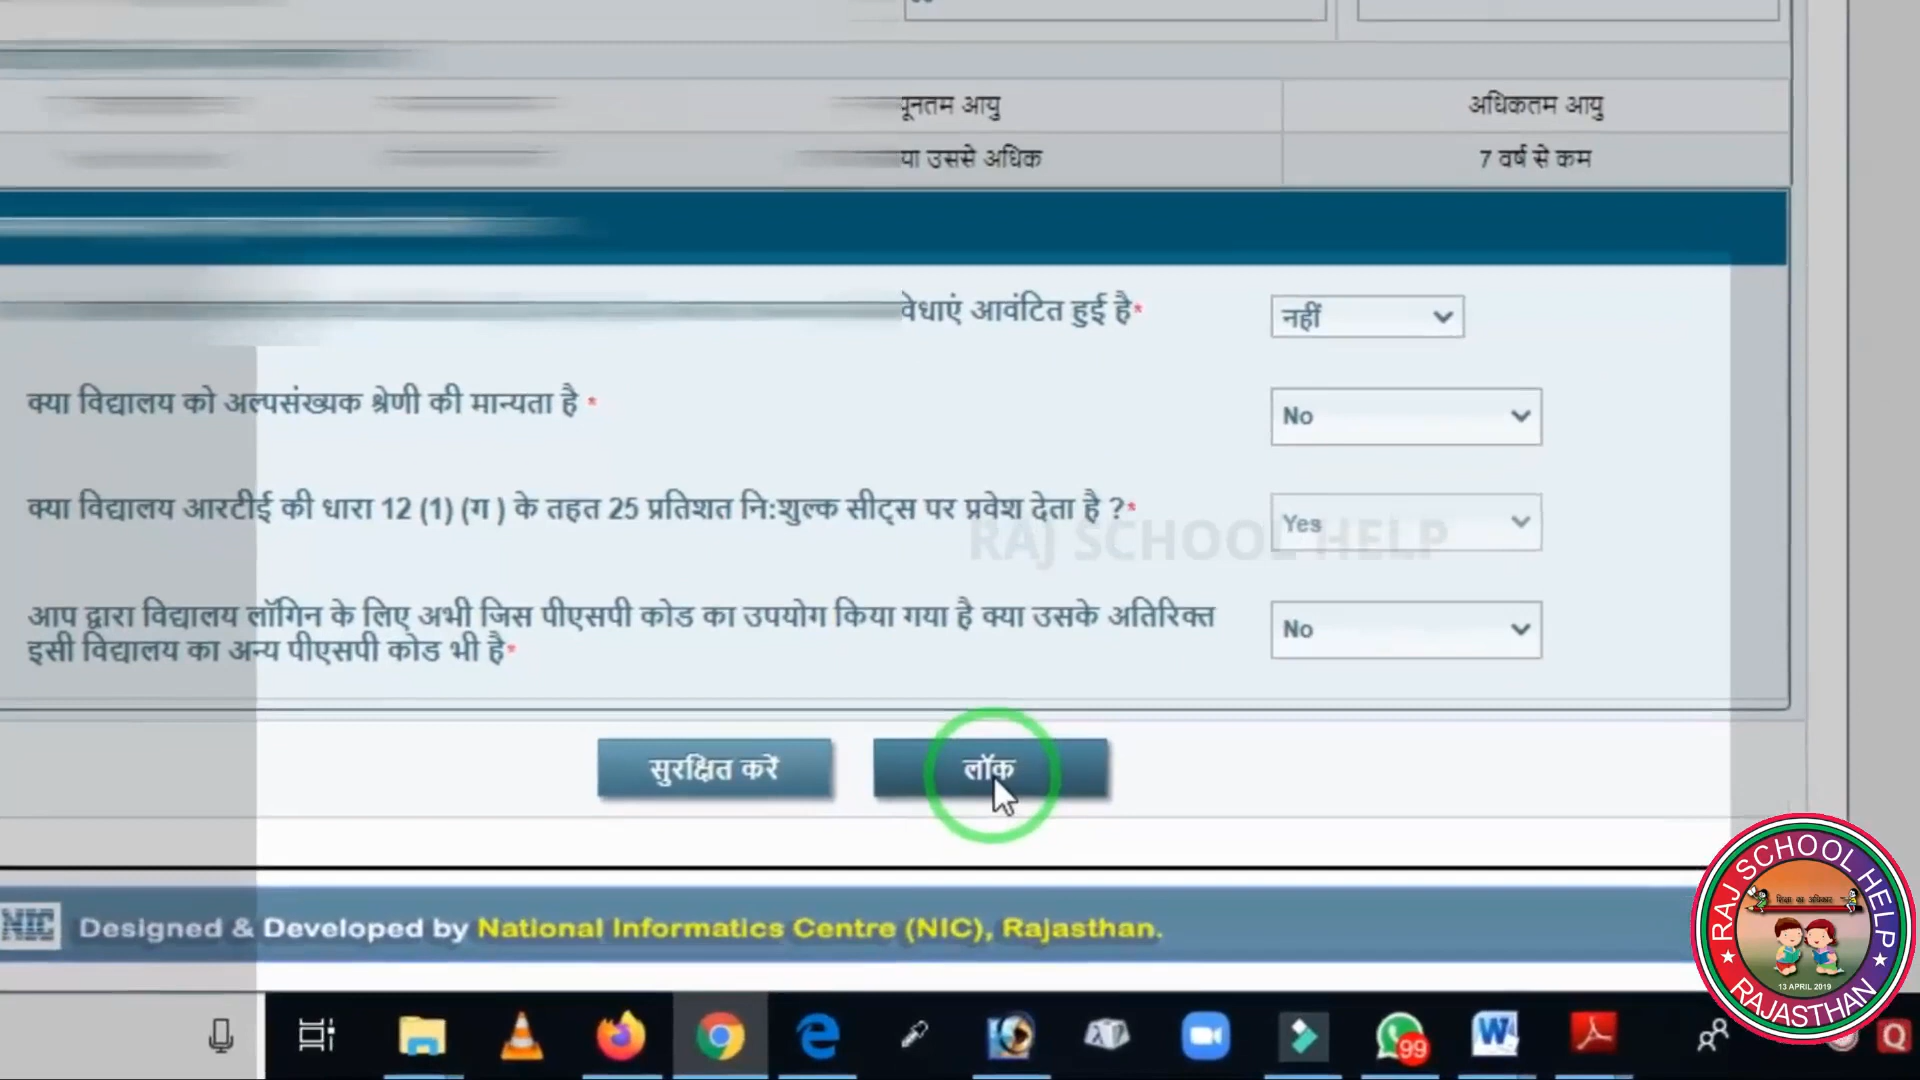 आयु
अधिकतम आयु
या उससे अधिक
7 वर्ष से कम
आवंटित हुई है*
नहीं
क्या विद्यालय को अल्पसंख्यक श्रेणी की मान्यता है *
No
क्या विद्यालय आरटीई की धारा 12 (1) (ग ) के तहत 25 प्रतिशत नि:शुल्क सीट्स पर प्रवेश देता है ?*
Yes
RAJ SCHOOL HELP
आप द्वारा विद्यालय लॉगिन के लिए अभी जिस पीएसपी कोड का उपयोग किया गया है क्या उसके अतिरिक्त
इसी विद्यालय का अन्य पीएसपी कोड भी है*
No
सुरक्षित करें
लॉक
NIC Designed & Developed by National Informatics Centre (NIC), Rajasthan.
RAJ SCHOOL HELP
शिक्षा का अधिकार
13 APRIL 2019
RAJASTHAN
99
W
Q